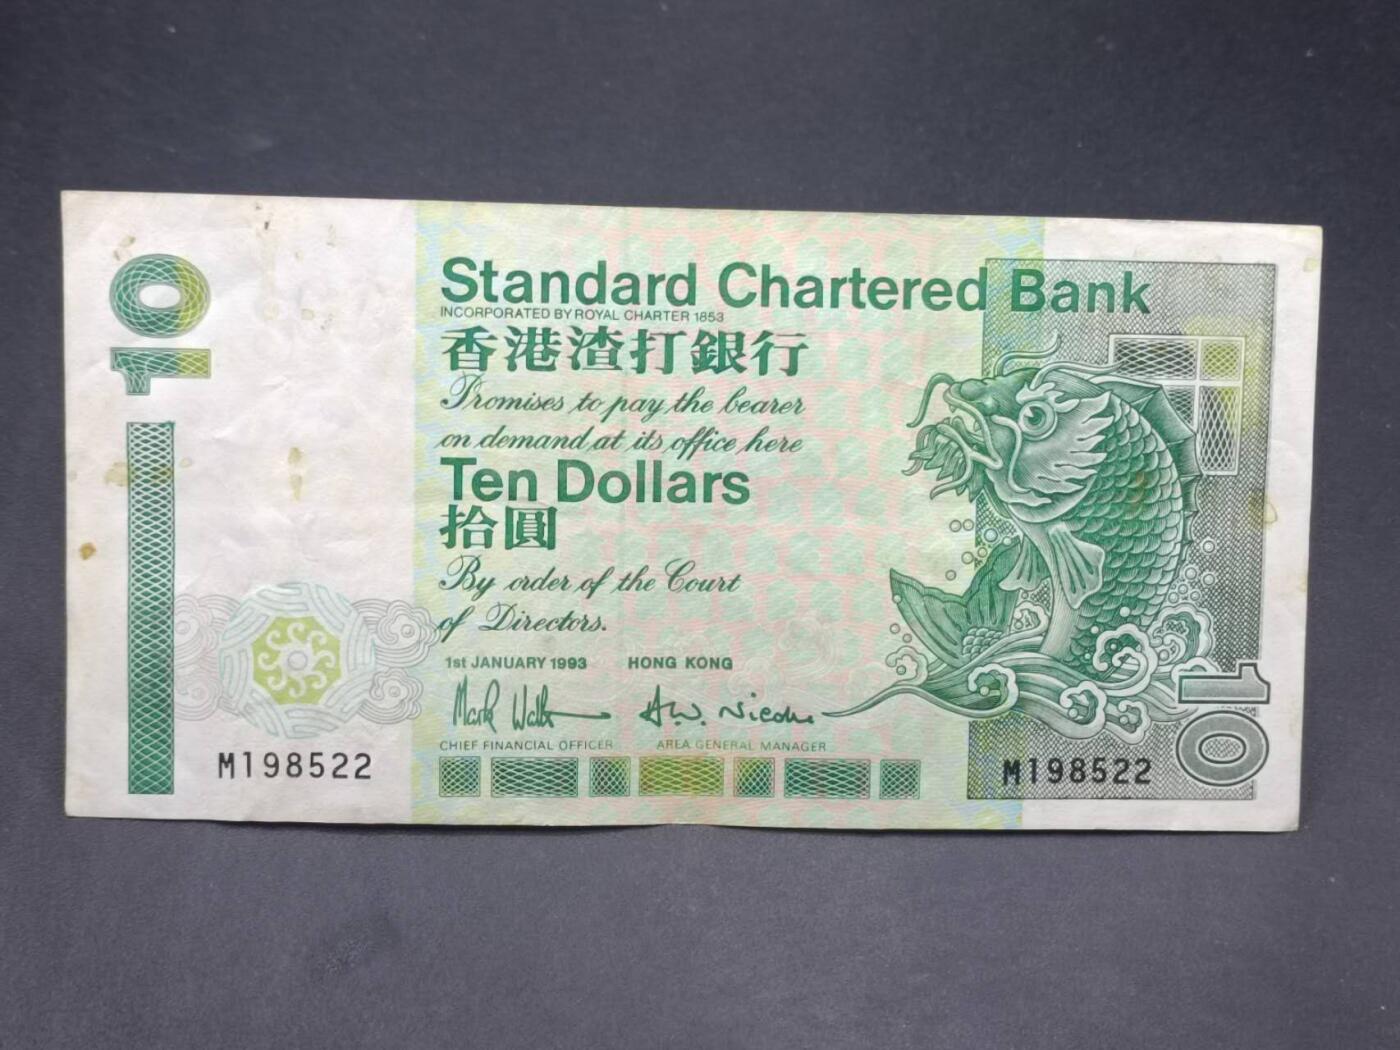 10
Standard Chartered Bank
INCORPORATED BY ROYAL CHARTER 1853
香港渣打銀行
Promises to pay the bearer
on demand at its office here
Ten Dollars
拾圓
By order of the Court
of Directors.
1st JANUARY 1993 HONG KONG
CHIEF FINANCIAL OFFICER AREA GENERAL MANAGER
M198522
M198522
10